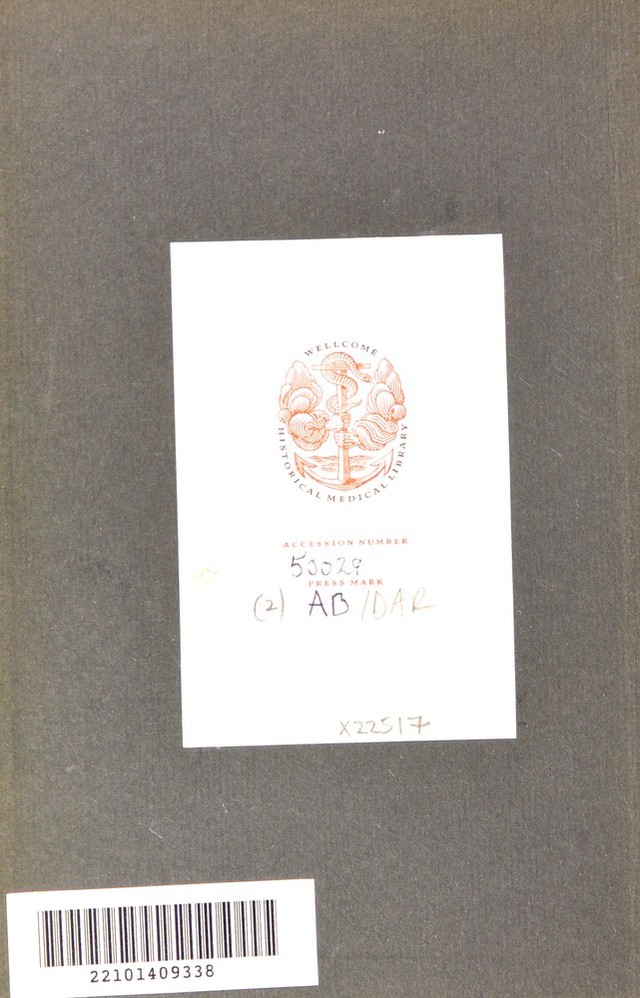 WELLCOME
HISTORICAL MEDICAL LIBRARY
ACCESSION NUMBER
50029
PRESS MARK
(2) AB/DAR
X22517
22101409338